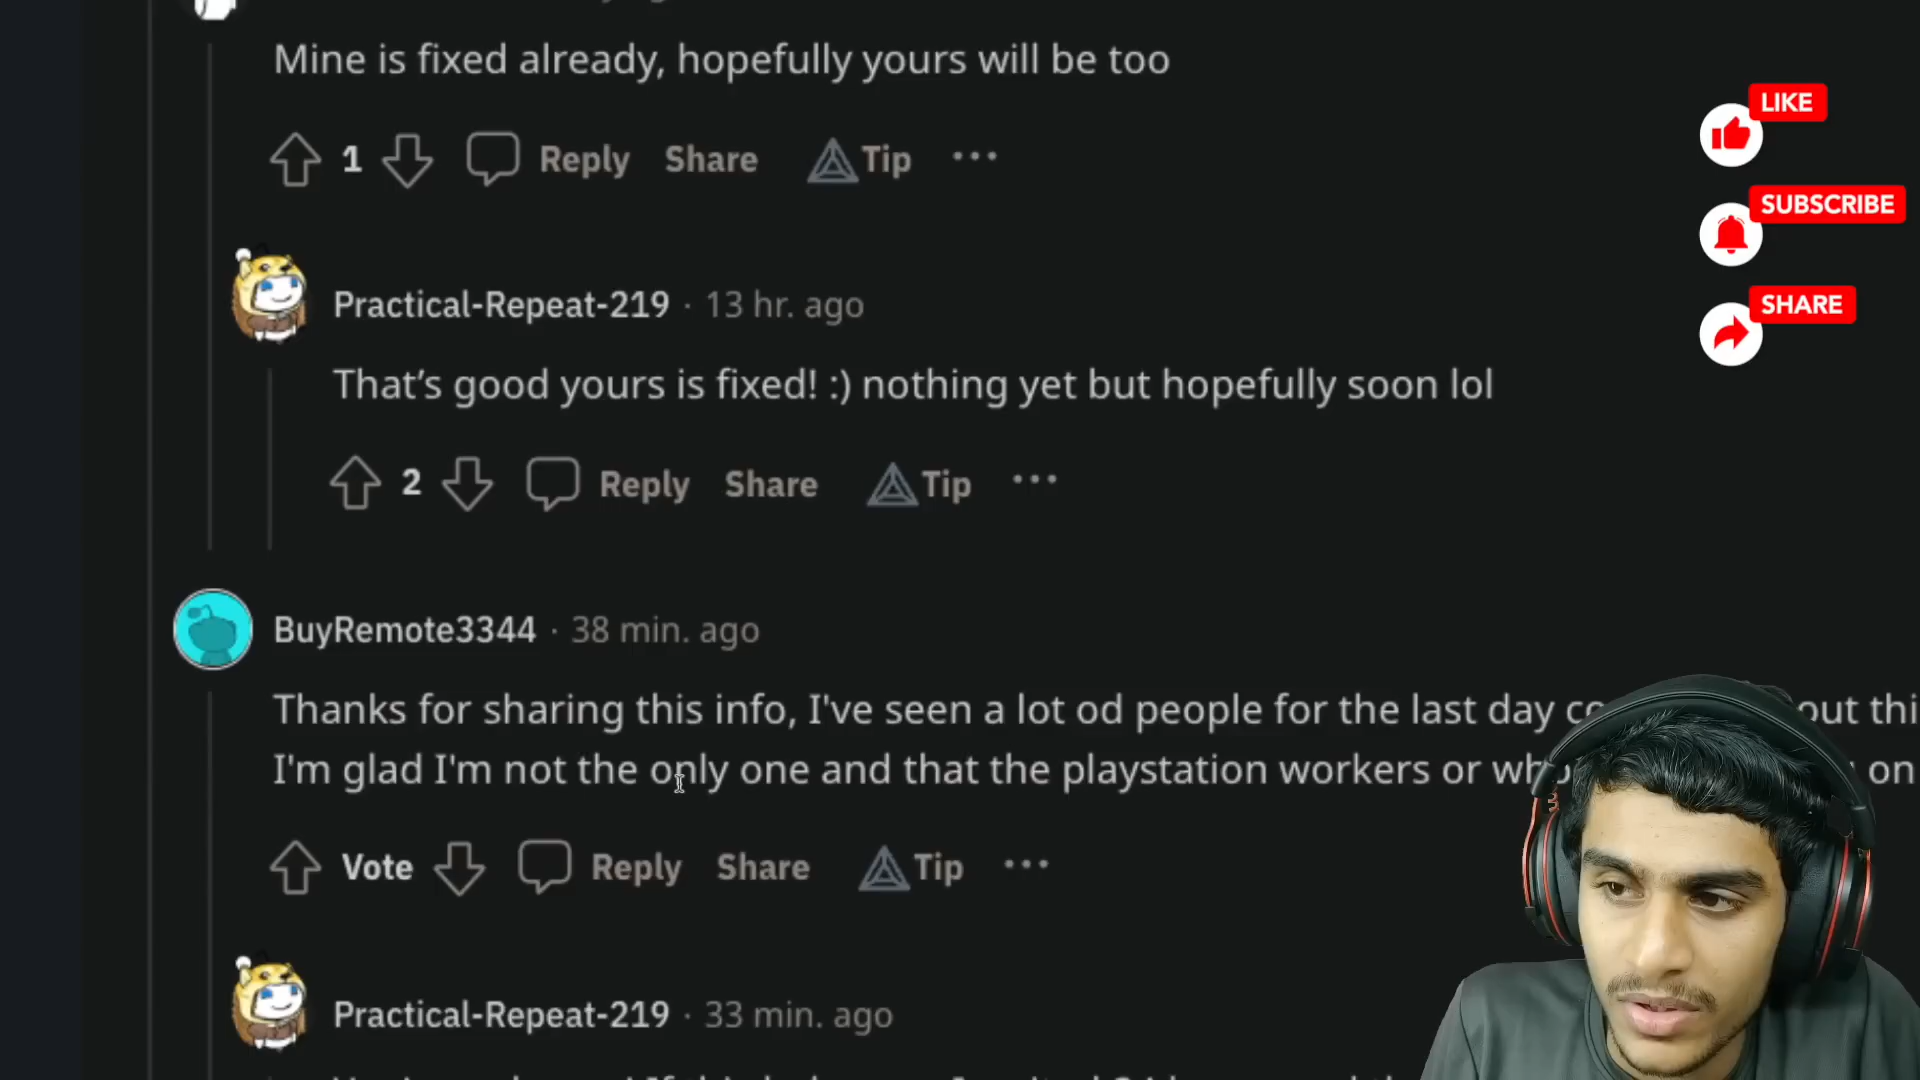 Mine is fixed already, hopefully yours will be too
1 Reply Share Tip
LIKE
SUBSCRIBE
SHARE
Practical-Repeat-219 · 13 hr. ago
That's good yours is fixed! :) nothing yet but hopefully soon lol
2 Reply Share Tip
BuyRemote3344 · 38 min. ago
Thanks for sharing this info, I've seen a lot od people for the last day
I'm glad I'm not the only one and that the playstation workers or on
Vote Reply Share Tip
Practical-Repeat-219 · 33 min. ago